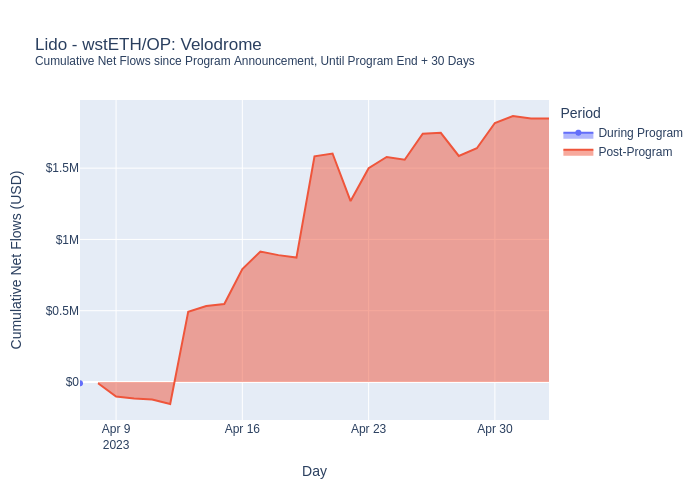 Lido - wstETH/OP: Velodrome
Cumulative Net Flows since Program Announcement, Until Program End + 30 Days
Period
During Program
Post-Program
Cumulative Net Flows (USD)
$1.5M
$1M
$0.5M
$0
Apr 9
2023
Apr 16
Apr 23
Apr 30
Day